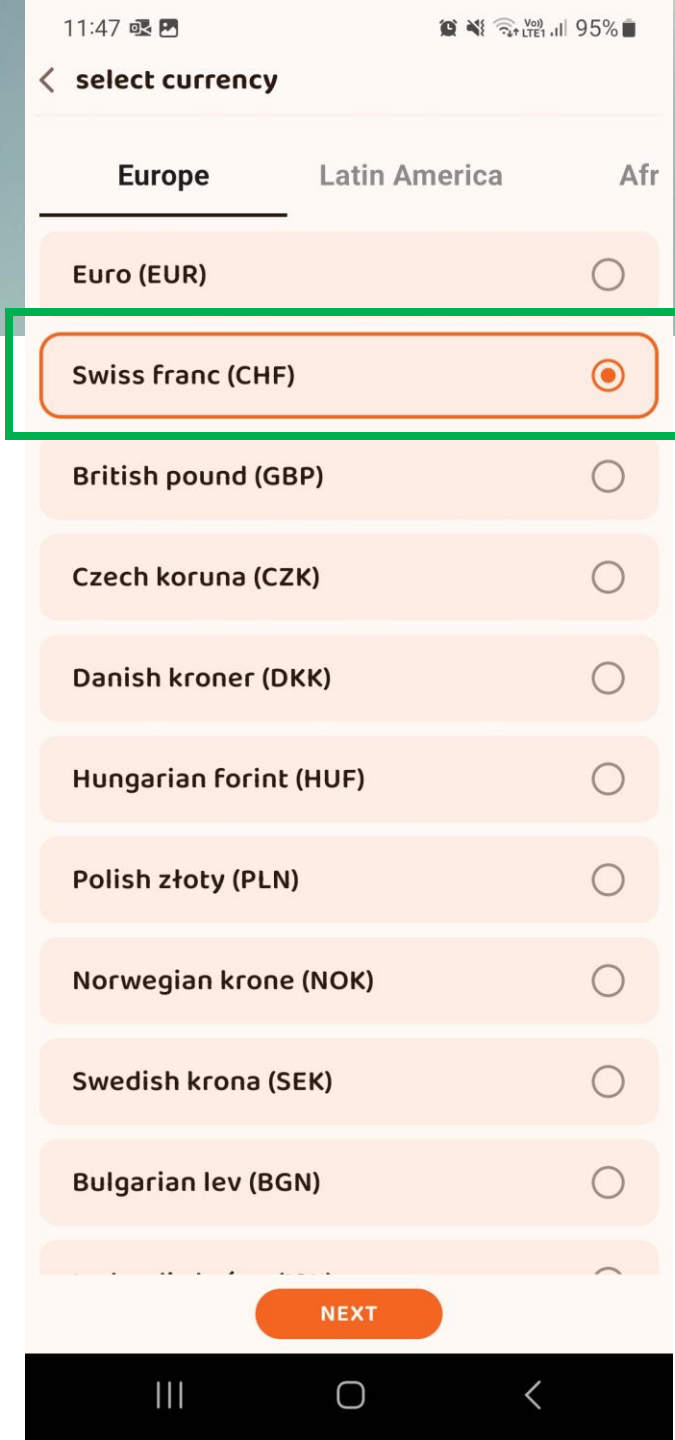 11:47 Voo) LTE1 95%
select currency
Europe Latin America Afr
Euro (EUR)
Swiss franc (CHF)
British pound (GBP)
Czech koruna (CZK)
Danish kroner (DKK)
Hungarian forint (HUF)
Polish złoty (PLN)
Norwegian krone (NOK)
Swedish krona (SEK)
Bulgarian lev (BGN)
NEXT